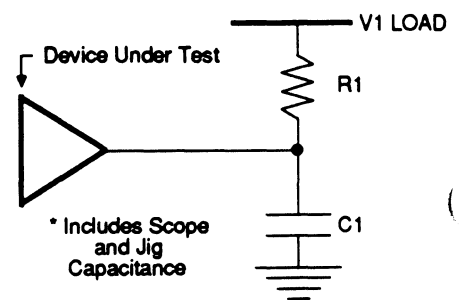 V1 LOAD
Device Under Test
R1
* Includes Scope
and Jig
Capacitance
C1